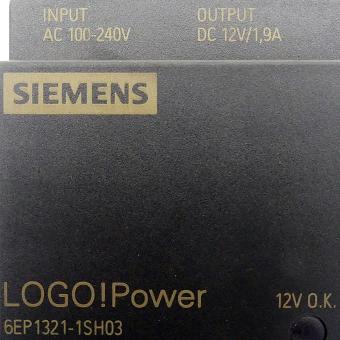 INPUT
AC 100-240V
OUTPUT
DC 12V/1,9A
SIEMENS
LOGO!Power
12V O.K.
6EP1321-1SH03